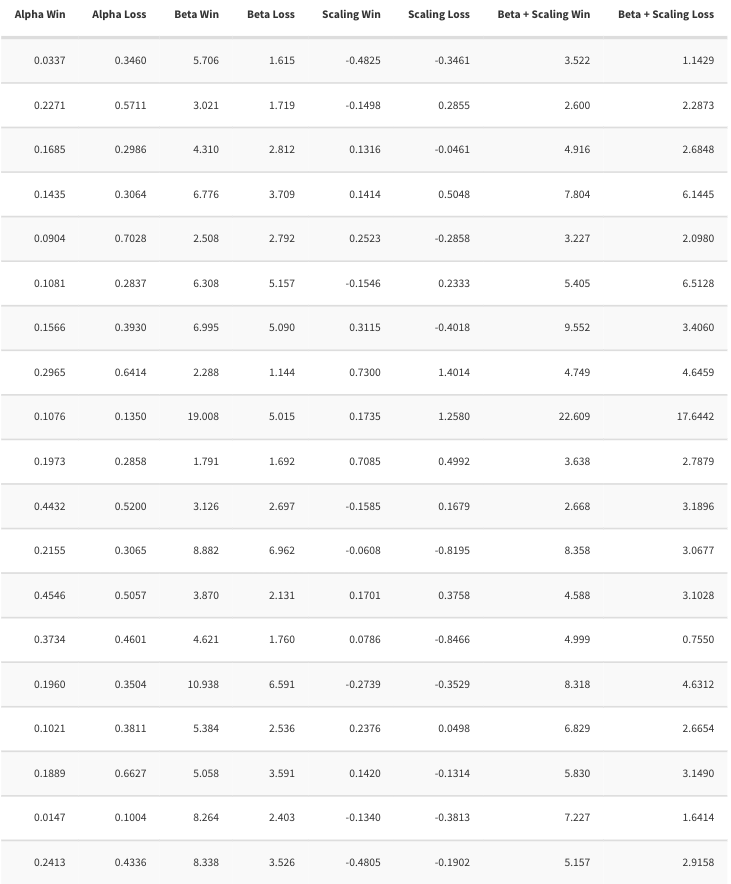 Alpha Win Alpha Loss Beta Win Beta Loss Scaling Win Scaling Loss Beta + Scaling Win Beta + Scaling Loss
0.0337 0.3460 5.706 1.615 -0.4825 -0.3461 3.522 1.1429
0.2271 0.5711 3.021 1.719 -0.1498 0.2855 2.600 2.2873
0.1685 0.2986 4.310 2.812 0.1316 -0.0461 4.916 2.6848
0.1435 0.3064 6.776 3.709 0.1414 0.5048 7.804 6.1445
0.0904 0.7028 2.508 2.792 0.2523 -0.2858 3.227 2.0980
0.1081 0.2837 6.308 5.157 -0.1546 0.2333 5.405 6.5128
0.1566 0.3930 6.995 5.090 0.3115 -0.4018 9.552 3.4060
0.2965 0.6414 2.288 1.144 0.7300 1.4014 4.749 4.6459
0.1076 0.1350 19.008 5.015 0.1735 1.2580 22.609 17.6442
0.1973 0.2858 1.791 1.692 0.7085 0.4992 3.638 2.7879
0.4432 0.5200 3.126 2.697 -0.1585 0.1679 2.668 3.1896
0.2155 0.3065 8.882 6.962 -0.0608 -0.8195 8.358 3.0677
0.4546 0.5057 3.870 2.131 0.1701 0.3758 4.588 3.1028
0.3734 0.4601 4.621 1.760 0.0786 -0.8466 4.999 0.7550
0.1960 0.3504 10.938 6.591 -0.2739 -0.3529 8.318 4.6312
0.1021 0.3811 5.384 2.536 0.2376 0.0498 6.829 2.6654
0.1889 0.6627 5.058 3.591 0.1420 -0.1314 5.830 3.1490
0.0147 0.1004 8.264 2.403 -0.1340 -0.3813 7.227 1.6414
0.2413 0.4336 8.338 3.526 -0.4805 -0.1902 5.157 2.9158